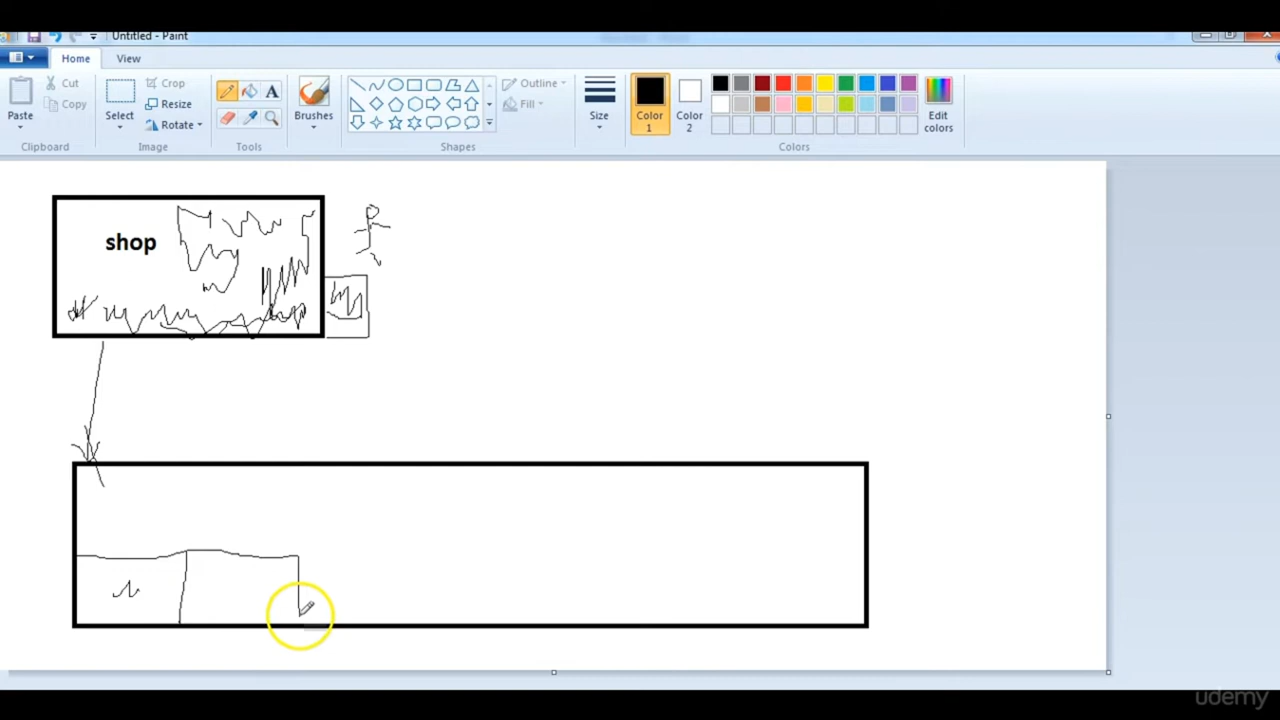 Untitled - Paint
Home View
Cut
Copy
Paste
Clipboard
Crop
Resize
Rotate
Select
Image
Tools
Brushes
Outline
Fill
Shapes
Size
Color 1
Color 2
Edit colors
Colors
shop
udemy